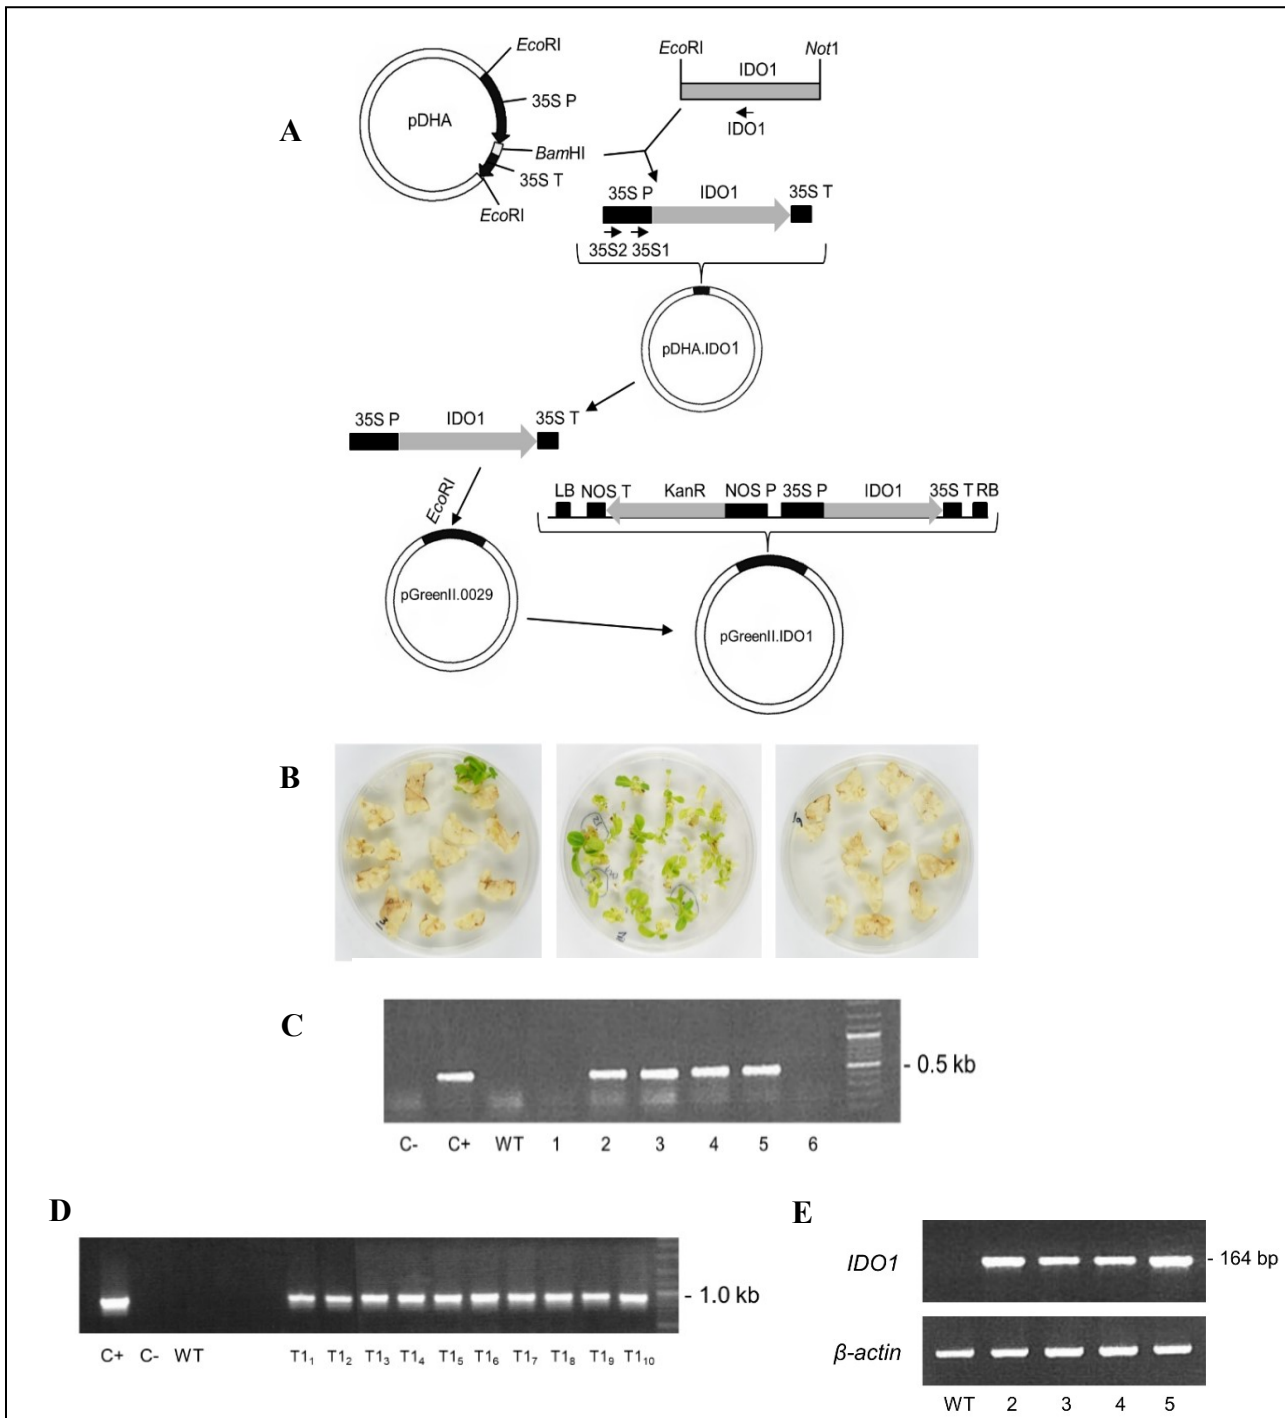 A
EcoRI
35S P
pDHA
BamHI
35S T
EcoRI
EcoRI
Not1
IDO1
IDO1
35S P
IDO1
35S T
35S2 35S1
pDHA.IDO1
35S P
IDO1
35S T
EcoRI
pGreenII.0029
LB NOS T KanR NOS P 35S P IDO1 35S T RB
pGreenII.IDO1
B
C
- 0.5 kb
C- C+ WT 1 2 3 4 5 6
D
- 1.0 kb
C+ C- WT T1₁ T1₂ T1₃ T1₄ T1₅ T1₆ T1₇ T1₈ T1₉ T1₁₀
E
IDO1
- 164 bp
β-actin
WT 2 3 4 5